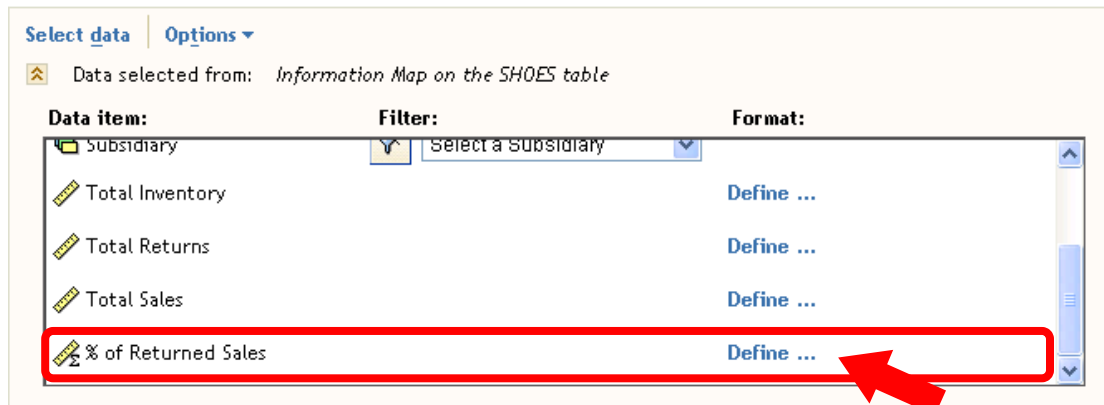 Select data Options
Data selected from: Information Map on the SHOES table
Data item: Filter: Format:
Subsidiary Select a Subsidiary
Total Inventory Define ...
Total Returns Define ...
Total Sales Define ...
% of Returned Sales Define ...